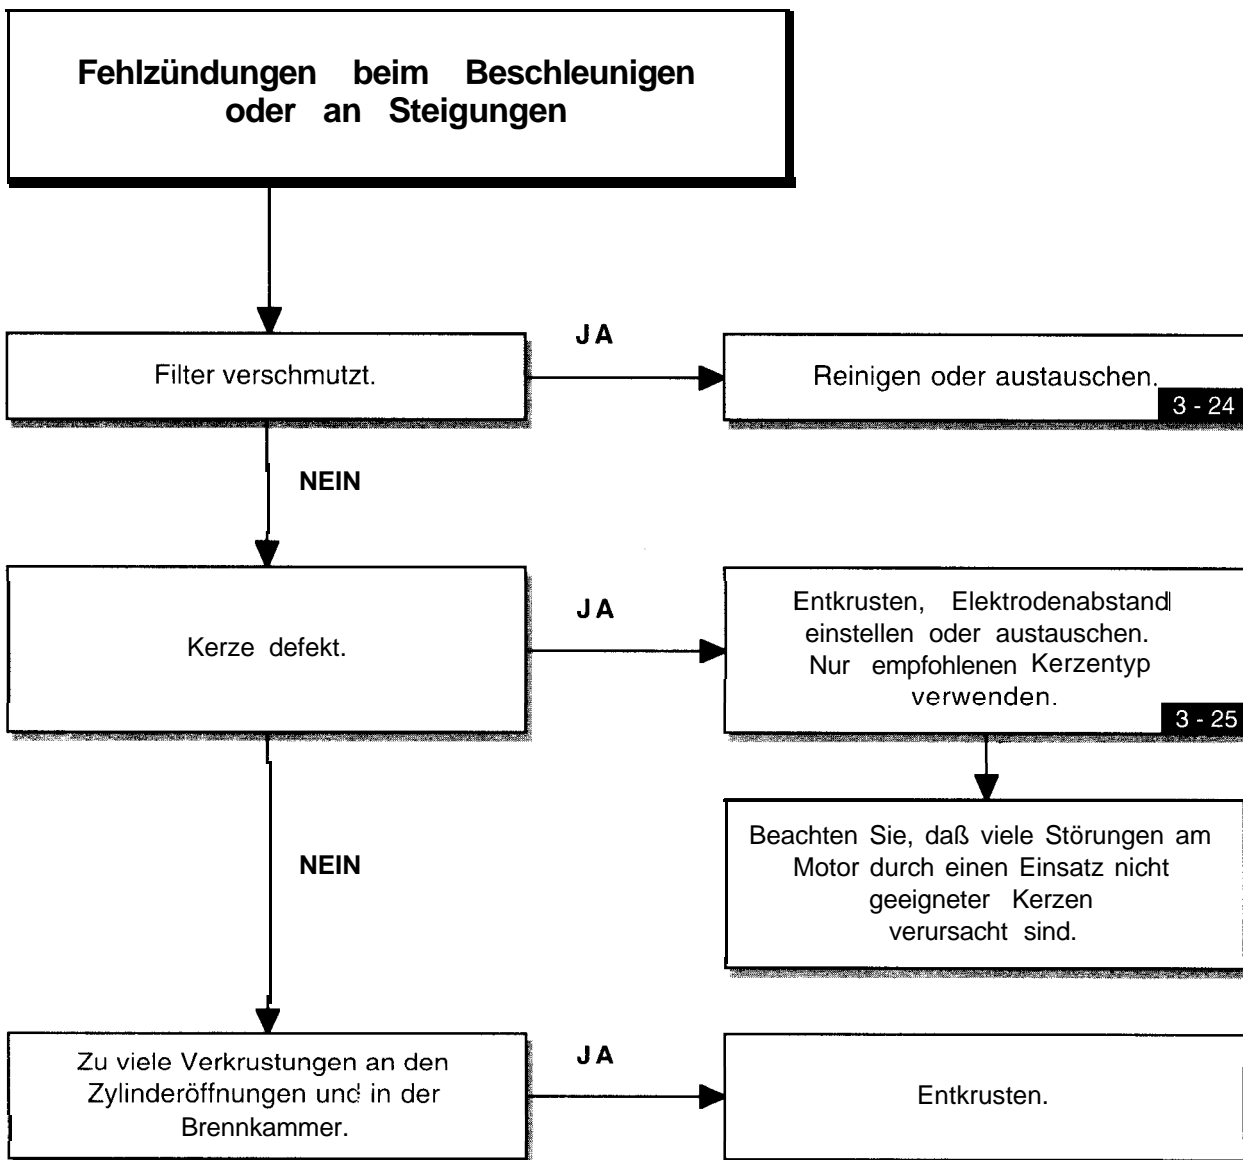 Fehlzündungen beim Beschleunigen
oder an Steigungen
JA
Filter verschmutzt.
Reinigen oder austauschen.
3 - 24
NEIN
JA
Kerze defekt.
Entkrusten, Elektrodenabstand
einstellen oder austauschen.
Nur empfohlenen Kerzentyp
verwenden.
3 - 25
NEIN
Beachten Sie, daß viele Störungen am
Motor durch einen Einsatz nicht
geeigneter Kerzen
verursacht sind.
JA
Zu viele Verkrustungen an den
Zylinderöffnungen und in der
Brennkammer.
Entkrusten.